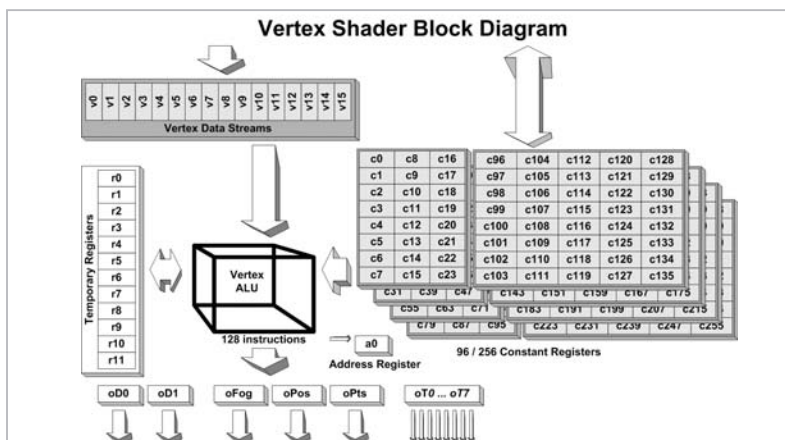 Vertex Shader Block Diagram
v0 v1 v2 v3 v4 v5 v6 v7 v8 v9 v10 v11 v12 v13 v14 v15
Vertex Data Streams
Temporary Registers
r0
r1
r2
r3
r4
r5
r6
r7
r8
r9
r10
r11
Vertex
ALU
128 instructions
a0
Address Register
c0 c8 c16
c1 c9 c17
c2 c10 c18
c3 c11 c19
c4 c12 c20
c5 c13 c21
c6 c14 c22
c7 c15 c23
c31 c39 c47
c55 c63 c71
c79 c87 c95
c96 c104 c112 c120 c128
c97 c105 c113 c121 c129
c98 c106 c114 c122 c130
c99 c107 c115 c123 c131
c100 c108 c116 c124 c132
c101 c109 c117 c125 c133
c102 c110 c118 c126 c134
c103 c111 c119 c127 c135
c143 c151 c159 c167 c175
c183 c191 c199 c207 c215
c223 c231 c239 c247 c255
96 / 256 Constant Registers
oD0 oD1 oFog oPos oPts oT0 ... oT7